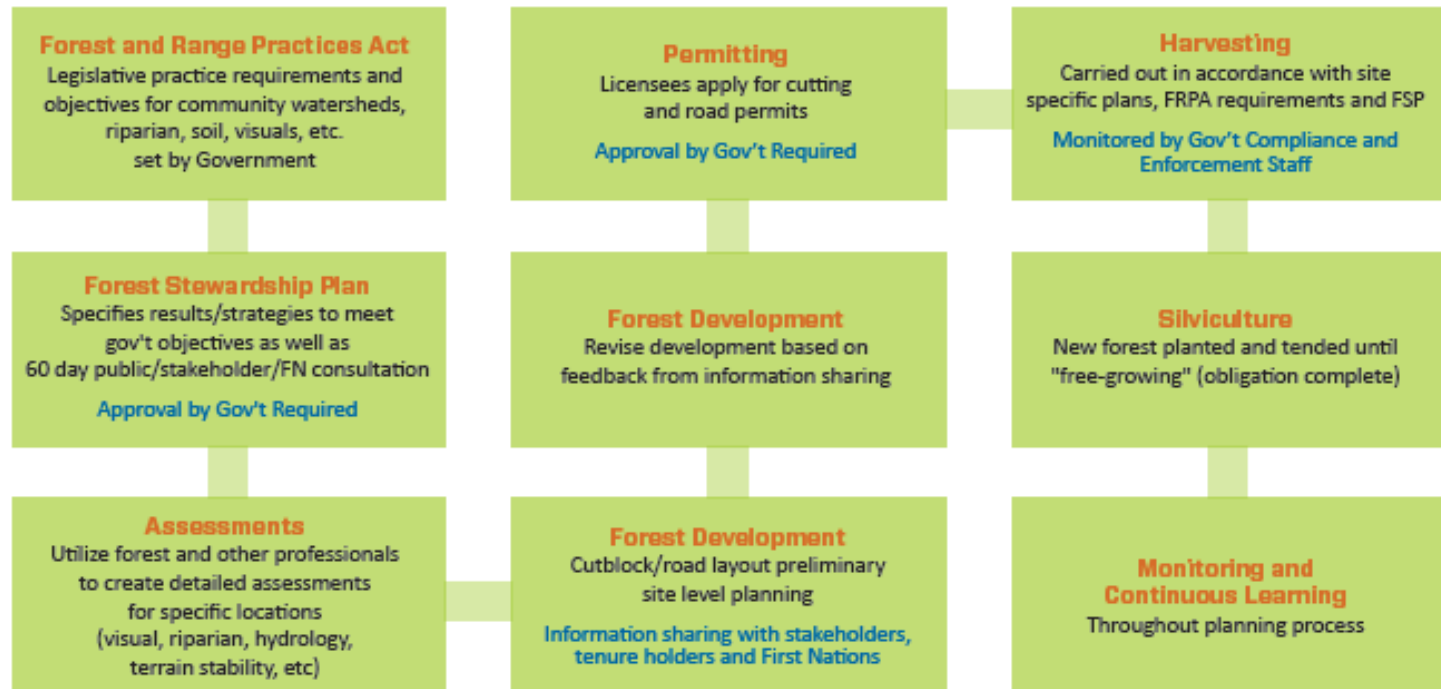 Forest and Range Practices Act
Legislative practice requirements and
objectives for community watersheds,
riparian, soil, visuals, etc.
set by Government
Forest Stewardship Plan
Specifies results/strategies to meet
gov't objectives as well as
60 day public/stakeholder/FN consultation
Approval by Gov't Required
Assessments
Utilize forest and other professionals
to create detailed assessments
for specific locations
(visual, riparian, hydrology,
terrain stability, etc)
Forest Development
Cutblock/road layout preliminary
site level planning
Information sharing with stakeholders,
tenure holders and First Nations
Forest Development
Revise development based on
feedback from information sharing
Permitting
Licensees apply for cutting
and road permits
Approval by Gov't Required
Harvesting
Carried out in accordance with site
specific plans, FRPA requirements and FSP
Monitored by Gov't Compliance and
Enforcement Staff
Silviculture
New forest planted and tended until
"free-growing" (obligation complete)
Monitoring and
Continuous Learning
Throughout planning process